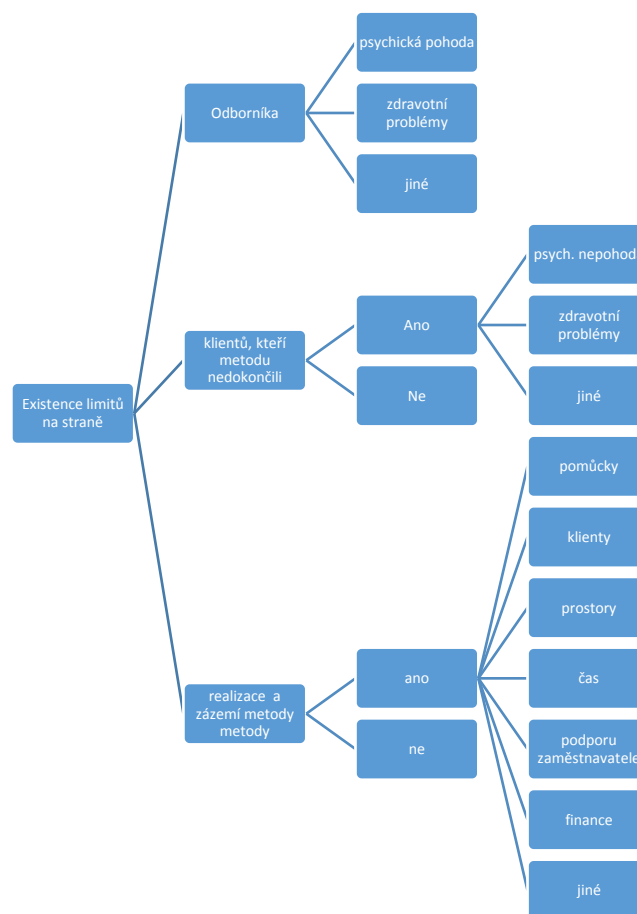 psychická pohoda
Odborníka
zdravotní
problémy
jiné
psych. nepohod
klientů, kteří
metodu
nedokončili
Ano
zdravotní
problémy
Ne
jiné
Existence limitů
na straně
pomůcky
klienty
prostory
realizace  a
zázemí metody
metody
ano
čas
ne
podporu
zaměstnavatele
finance
jiné